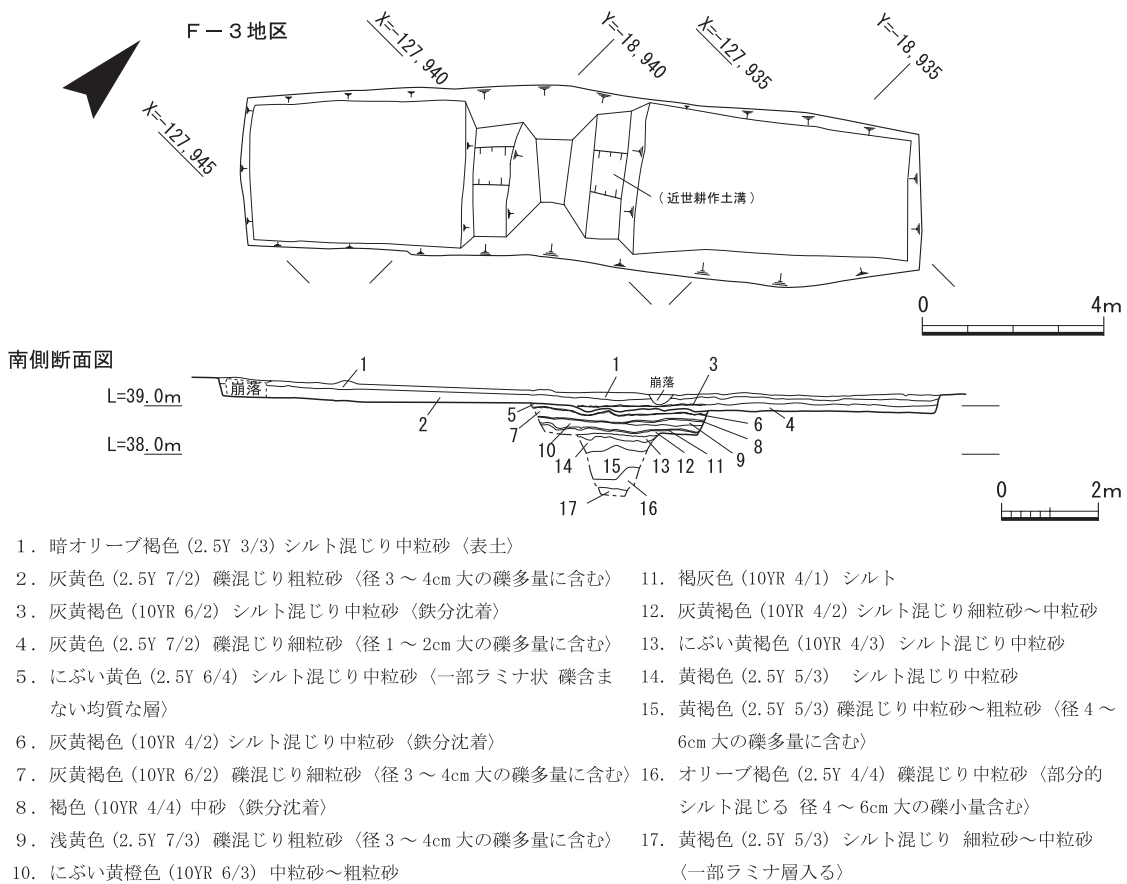 F－3地区
X=-127,940
Y=-18,940
X=-127,935
Y=-18,935
X=-127,945
（近世耕作土溝）
0 4m
南側断面図
1 1 崩落 3
崩落
L=39.0m
5 2 7 6 4
8
L=38.0m
10 9
14 15 13 12 11
17 16
0 2m
1．暗オリーブ褐色 (2.5Y 3/3) シルト混じり中粒砂〈表土〉
2．灰黄色 (2.5Y 7/2) 礫混じり粗粒砂〈径3～4cm大の礫多量に含む〉
3．灰黄褐色 (10YR 6/2) シルト混じり中粒砂〈鉄分沈着〉
4．灰黄色 (2.5Y 7/2) 礫混じり細粒砂〈径1～2cm大の礫多量に含む〉
5．にぶい黄色 (2.5Y 6/4) シルト混じり中粒砂〈一部ラミナ状 礫含ま
ない均質な層〉
6．灰黄褐色 (10YR 4/2) シルト混じり中粒砂〈鉄分沈着〉
7．灰黄褐色 (10YR 6/2) 礫混じり細粒砂〈径3～4cm大の礫多量に含む〉
8．褐色 (10YR 4/4) 中砂〈鉄分沈着〉
9．浅黄色 (2.5Y 7/3) 礫混じり粗粒砂〈径3～4cm大の礫多量に含む〉
10．にぶい黄橙色 (10YR 6/3) 中粒砂～粗粒砂
11．褐灰色 (10YR 4/1) シルト
12．灰黄褐色 (10YR 4/2) シルト混じり細粒砂～中粒砂
13．にぶい黄褐色 (10YR 4/3) シルト混じり中粒砂
14．黄褐色 (2.5Y 5/3) シルト混じり中粒砂
15．黄褐色 (2.5Y 5/3) 礫混じり中粒砂～粗粒砂〈径4～
6cm大の礫多量に含む〉
16．オリーブ褐色 (2.5Y 4/4) 礫混じり中粒砂〈部分的
シルト混じる 径4～6cm大の礫小量含む〉
17．黄褐色 (2.5Y 5/3) シルト混じり 細粒砂～中粒砂
〈一部ラミナ層入る〉